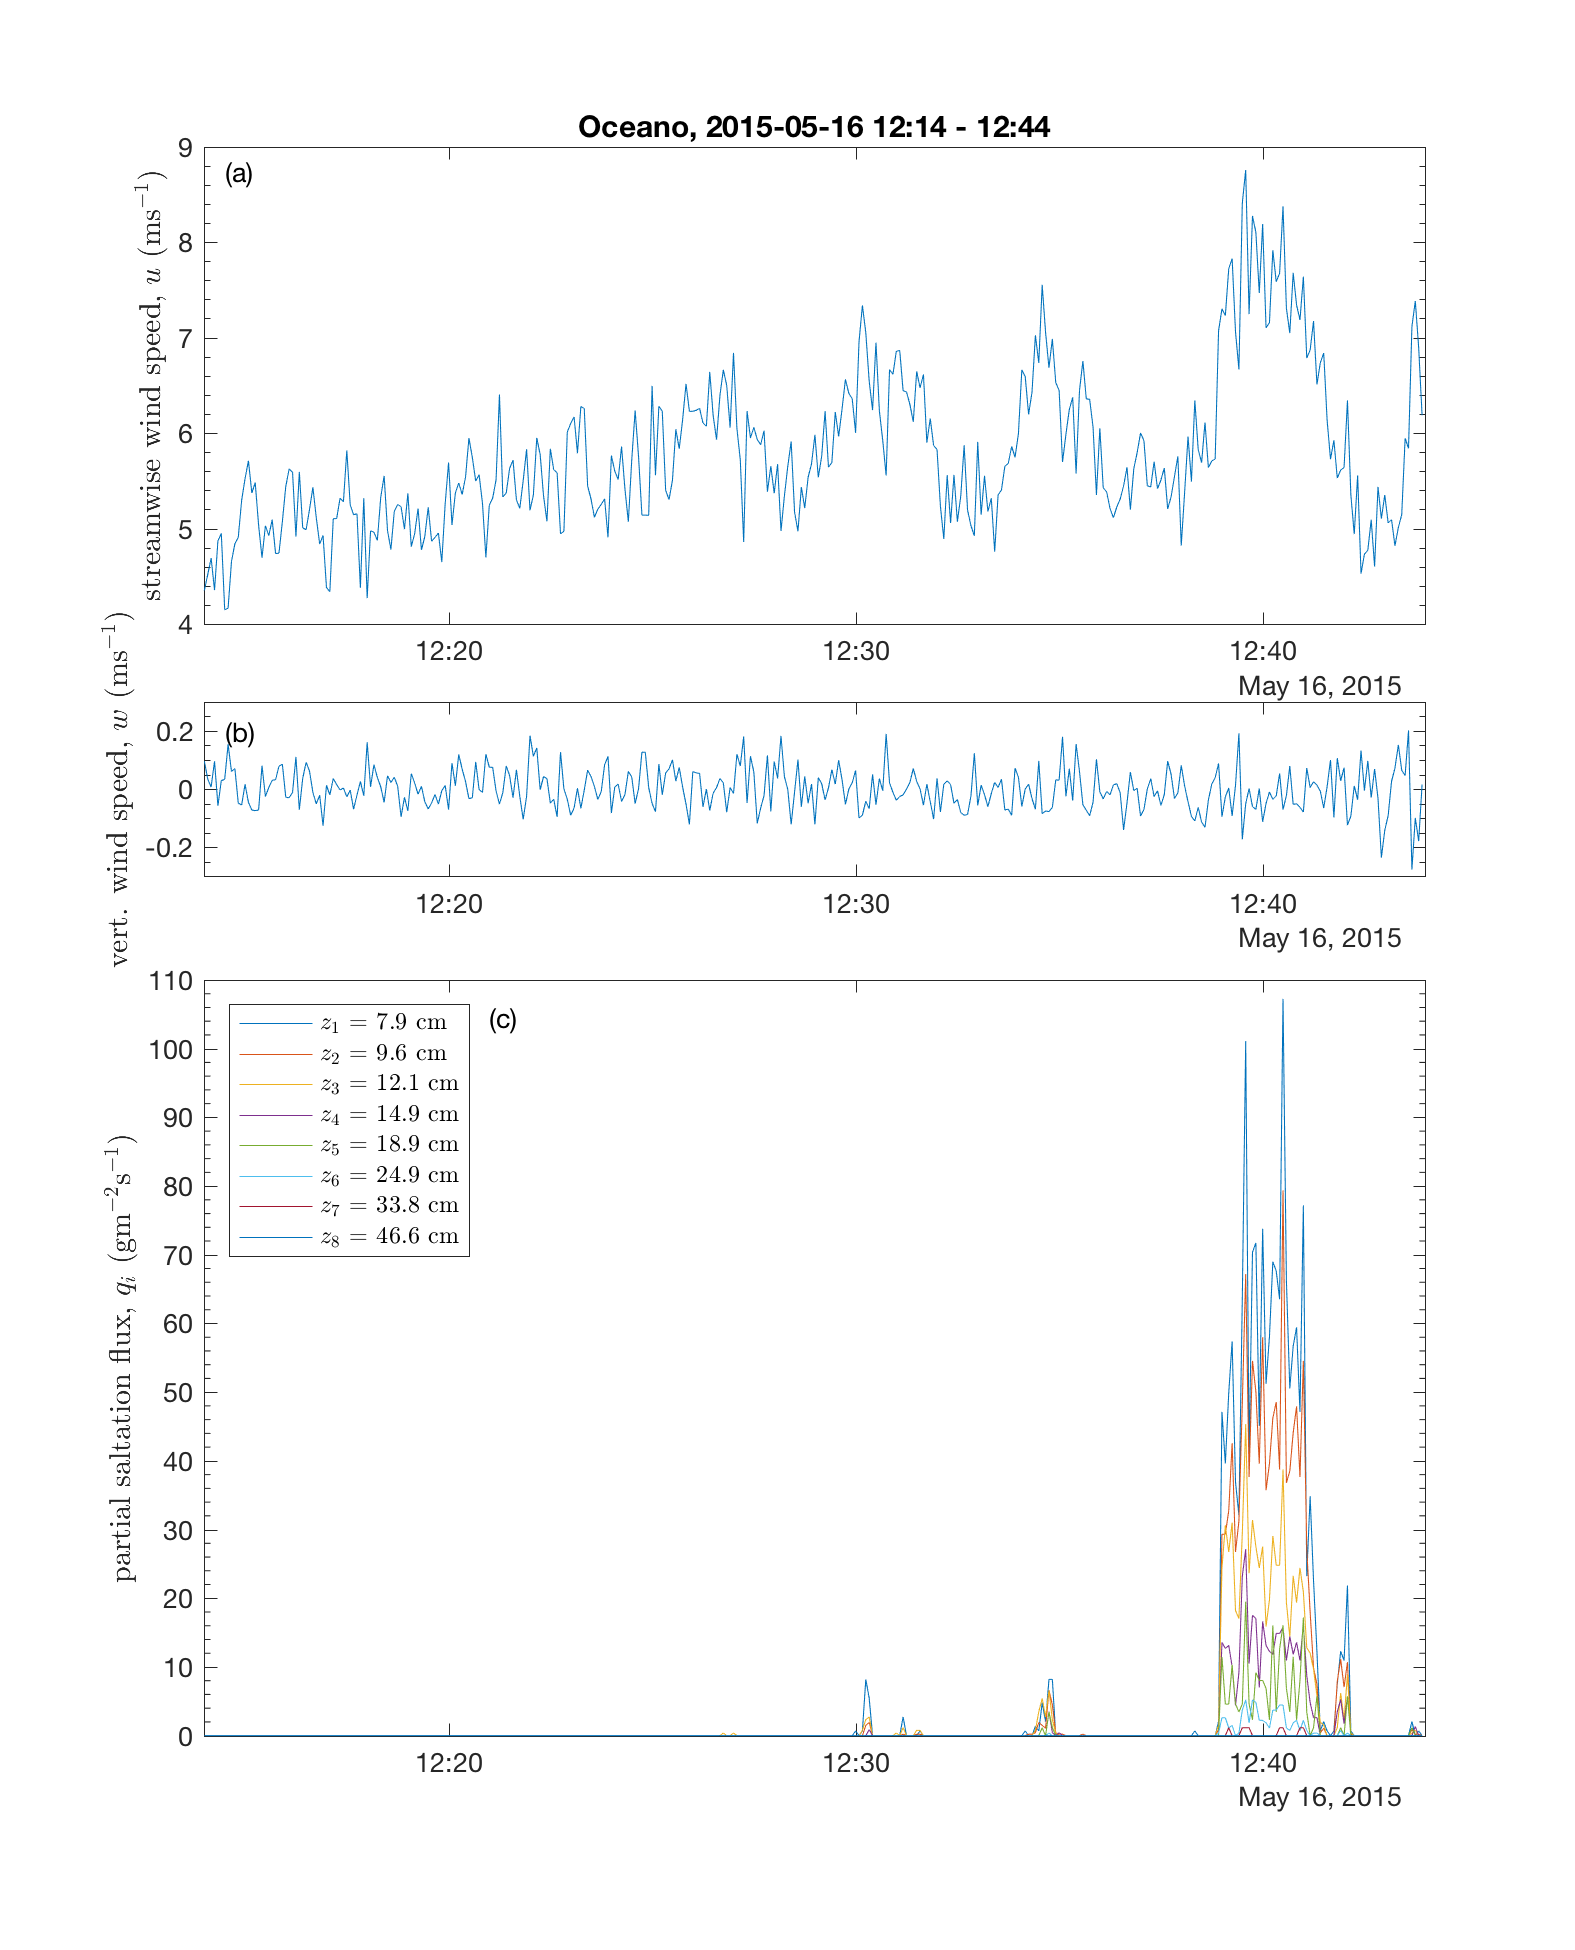 Oceano, 2015-05-16 12:14 - 12:44
(a)
streamwise wind speed, u (ms⁻¹)
9
8
7
6
5
4
12:20 12:30 12:40
May 16, 2015
(b)
vert. wind speed, w (ms⁻¹)
0.2
0
-0.2
12:20 12:30 12:40
May 16, 2015
(c)
partial saltation flux, qᵢ (gm⁻²s⁻¹)
110
100
90
80
70
60
50
40
30
20
10
0
z₁ = 7.9 cm
z₂ = 9.6 cm
z₃ = 12.1 cm
z₄ = 14.9 cm
z₅ = 18.9 cm
z₆ = 24.9 cm
z₇ = 33.8 cm
z₈ = 46.6 cm
12:20 12:30 12:40
May 16, 2015